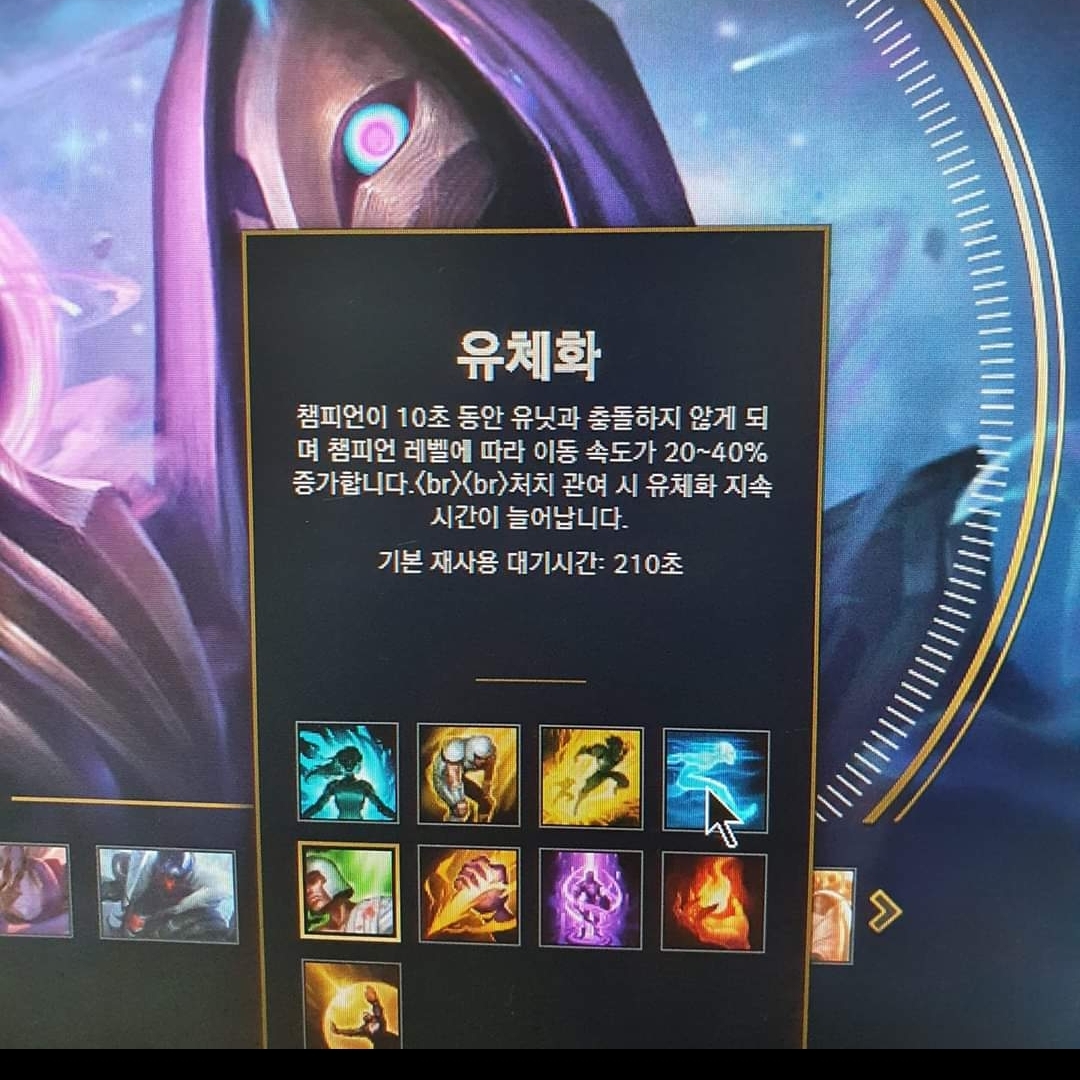 유체화
챔피언이 10초 동안 유닛과 충돌하지 않게 되
며 챔피언 레벨에 따라 이동 속도가 20~40%
증가합니다.<br><br>처치 관여 시 유체화 지속
시간이 늘어납니다.
기본 재사용 대기시간: 210초